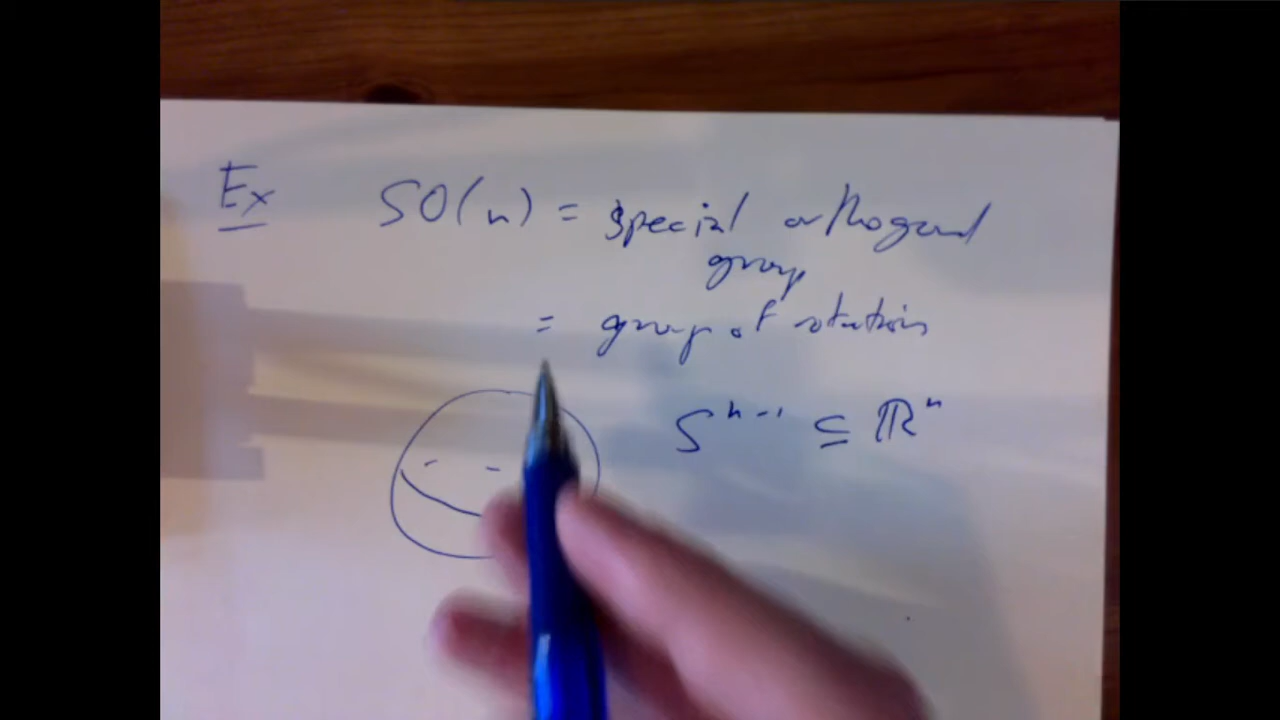 Ex SO(n) = special orthogonal
group
= group of rotations
S^{n-1} ⊆ ℝ^n